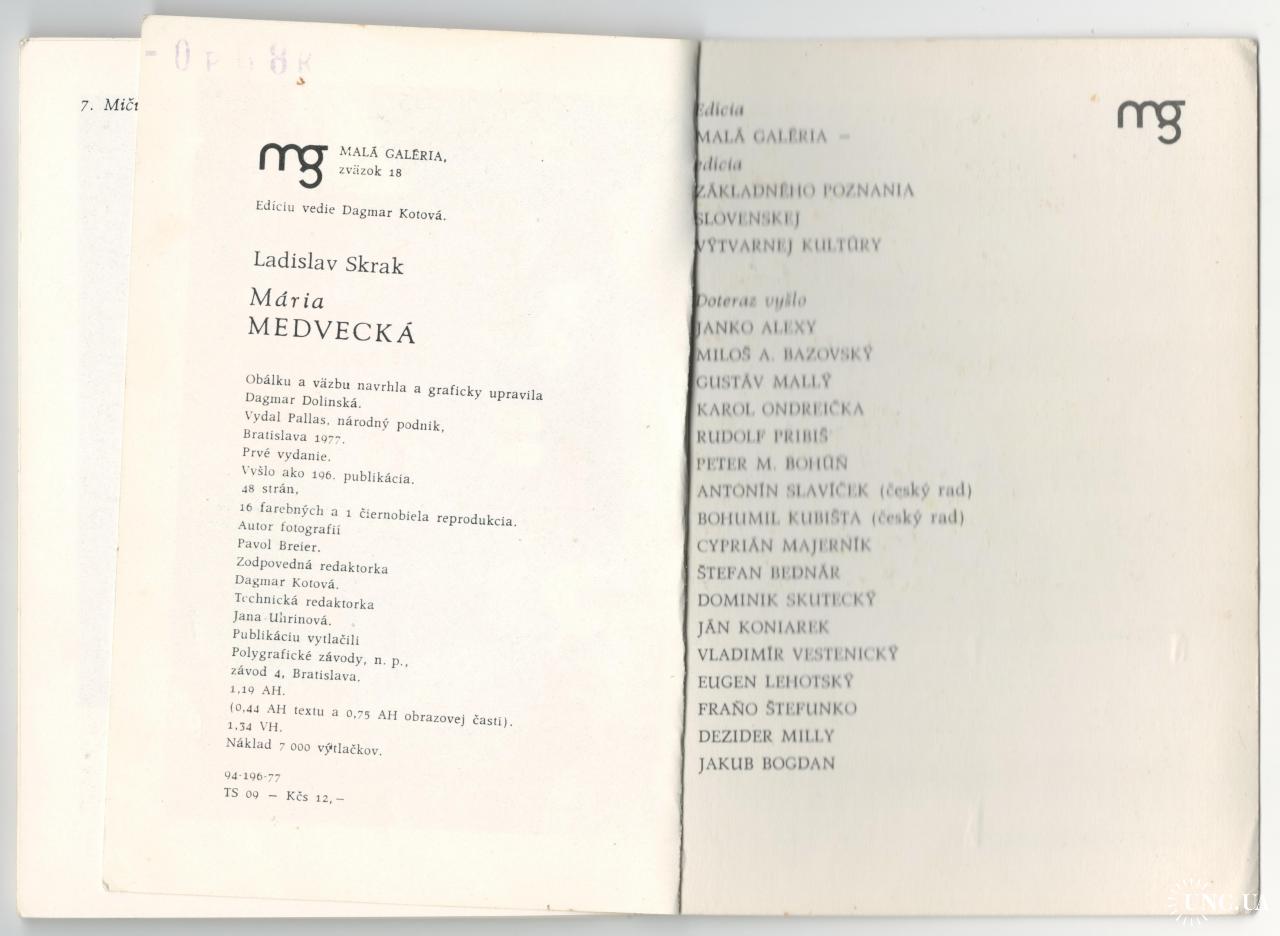 7. Mičt
mg MALÁ GALÉRIA,
zväzok 18
Ediciu vedie Dagmar Kotová.
Ladislav Skrak
Mária
MEDVECKÁ
Obálku a väzbu navrhla a graficky upravila
Dagmar Dolinská.
Vydal Pallas, národný podnik,
Bratislava 1977.
Prvé vydanie.
Vyšlo ako 196. publikácia.
48 strán,
16 farebných a 1 čiernobiela reprodukcia.
Autor fotografií
Pavol Breier.
Zodpovedná redaktorka
Dagmar Kotová.
Technická redaktorka
Jana Uhrinová.
Publikáciu vytlačili
Polygrafické závody, n. p.,
závod 4, Bratislava.
1,19 AH.
(0,44 AH textu a 0,75 AH obrazovej časti).
1,34 VH.
Náklad 7 000 výtlačkov.
94-196-77
TS 09 — Kčs 12,—
mg
Edícia
MALÁ GALÉRIA —
edícia
ZÁKLADNÉHO POZNANIA
SLOVENSKEJ
VÝTVARNEJ KULTÚRY
Doteraz vyšlo
JANKO ALEXY
MILOŠ A. BAZOVSKÝ
GUSTÁV MALLÝ
KAROL ONDREIČKA
RUDOLF PRIBIŠ
PETER M. BOHÚŇ
ANTONÍN SLAVÍČEK (český rad)
BOHUMIL KUBIŠTA (český rad)
CYPRIÁN MAJERNÍK
ŠTEFAN BEDNÁR
DOMINIK SKUTECKÝ
JÁN KONIAREK
VLADIMÍR VESTENICKÝ
EUGEN LEHOTSKÝ
FRAŇO ŠTEFUNKO
DEZIDER MILLY
JAKUB BOGDAN
UNC.UA